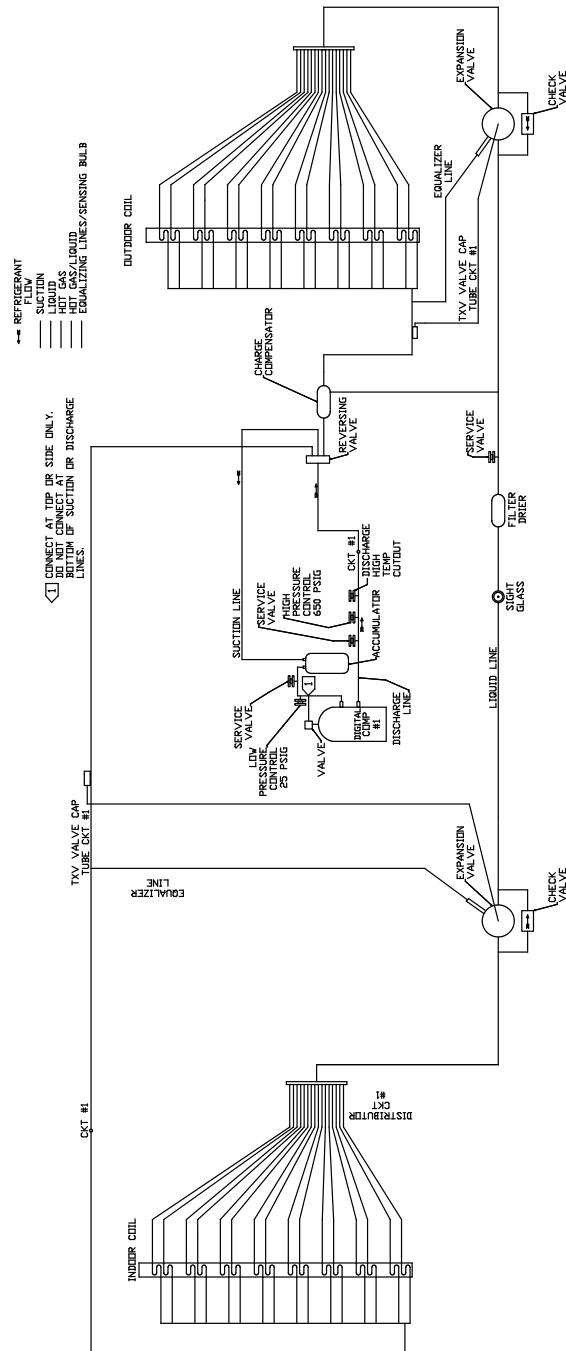 REFRIGERANT
FLOW
SUCTION
LIQUID
HOT GAS
HOT GAS/LIQUID
EQUALIZING LINES/SENSING BULB
1
CONNECT AT TOP OR SIDE ONLY.
DO NOT CONNECT AT
BOTTOM OF SUCTION OR DISCHARGE
LINES.
INDOOR COIL
CKT #1
DISTRIBUTOR
CKT
#1
TXV VALVE CAP
TUBE CKT #1
EQUALIZER
LINE
EXPANSION
VALVE
CHECK
VALVE
SERVICE VALVE
LOW
PRESSURE
CONTROL
25 PSIG
VALVE
1
DIGITAL
COMP
#1
DISCHARGE
LINE
ACCUMULATOR
SUCTION LINE
SERVICE
VALVE
HIGH
PRESSURE
CONTROL
650 PSIG
CKT #1
DISCHARGE
HIGH
TEMP
CUTOUT
REVERSING
VALVE
CHARGE
COMPENSATOR
LIQUID LINE
SIGHT
GLASS
FILTER
DRIER
SERVICE
VALVE
OUTDOOR COIL
TXV VALVE CAP
TUBE CKT #1
EQUALIZER
LINE
EXPANSION
VALVE
CHECK
VALVE